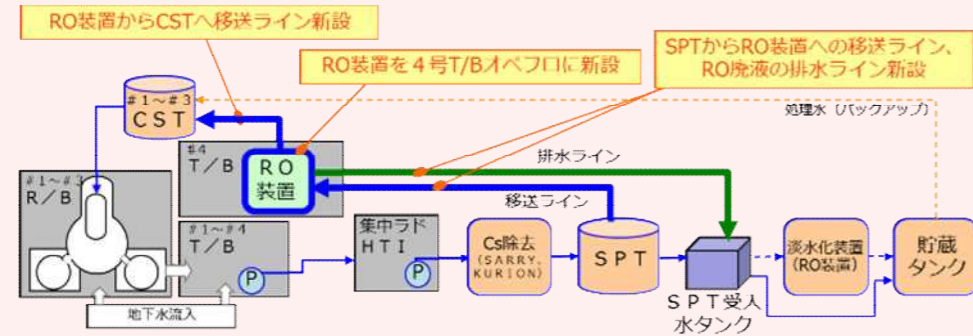 RO装置からCSTへ移送ライン新設
RO装置を４号T/Bオペフロに新設
SPTからRO装置への移送ライン、
RO廃液の排水ライン新設
＃１～＃３
ＣＳＴ
処理水（バックアップ）
＃4
Ｔ／Ｂ
ＲＯ
装置
排水ライン
移送ライン
＃１～＃３
Ｒ／Ｂ
＃１～＃４
Ｔ／Ｂ
Ｐ
集中ラド
ＨＴＩ
Ｐ
Cs除去
(SARRY、
KURION)
ＳＰＴ
ＳＰＴ受入
水タンク
淡水化装置
(RO装置)
貯蔵
タンク
地下水流入